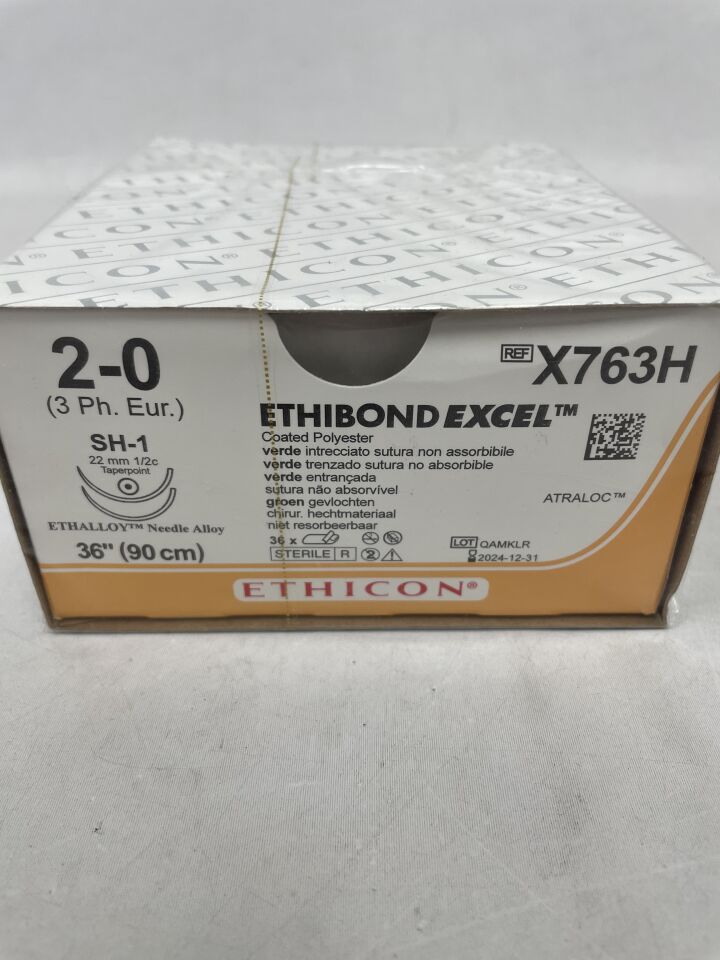 ETHICON®
2-0
(3 Ph. Eur.)
SH-1
22 mm 1/2c
Taperpoint
ETHALLOY™ Needle Alloy
36" (90 cm)
REF X763H
ETHIBOND EXCEL™
Coated Polyester
verde intrecciato sutura non assorbibile
verde trenzado sutura no absorbible
verde entrançada
sutura não absorvível
groen gevlochten
chirur. hechtmateriaal
niet resorbeerbaar
36 x
STERILE R
2
ATRALOC™
LOT QAMKLR
2024-12-31
ETHICON®